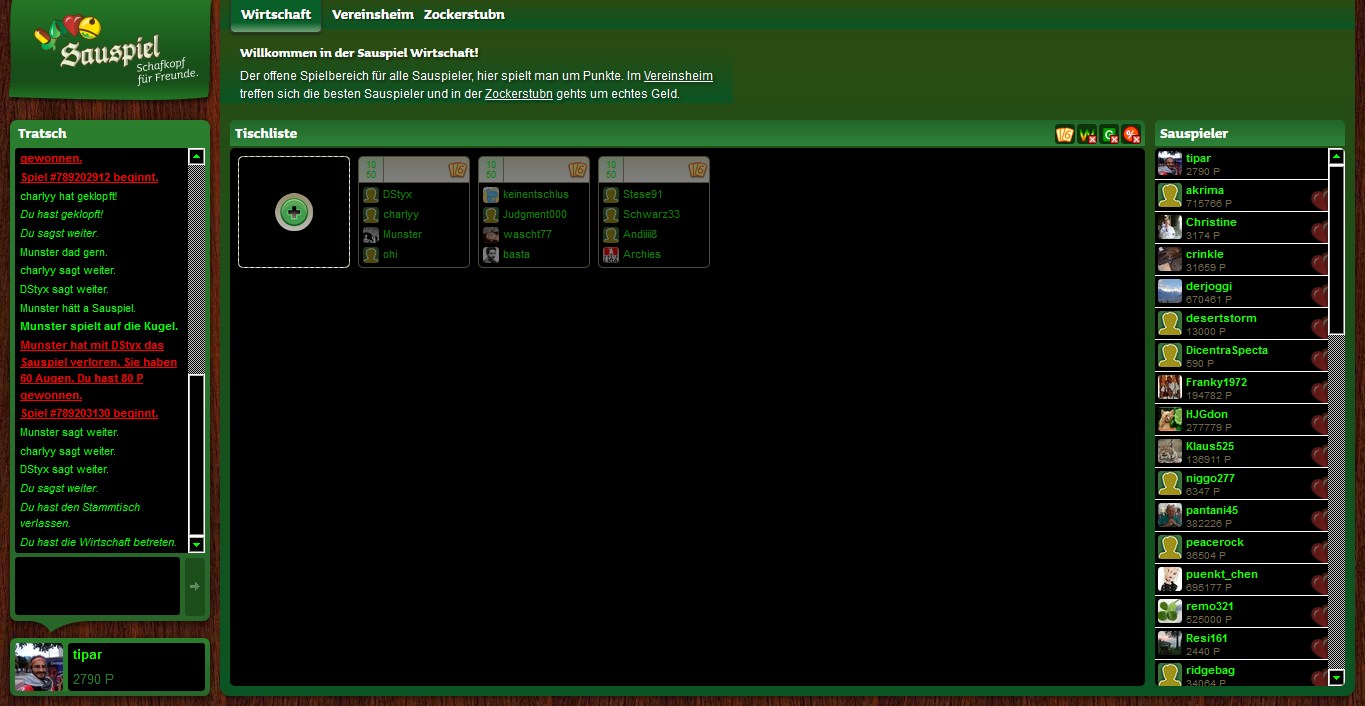 Sauspiel
Schafkopf
für Freunde.
Wirtschaft
Vereinsheim
Zockerstubn
Willkommen in der Sauspiel Wirtschaft!
Der offene Spielbereich für alle Sauspieler, hier spielt man um Punkte. Im Vereinsheim
treffen sich die besten Sauspieler und in der Zockerstubn gehts um echtes Geld.
Tratsch
gewonnen.
Spiel #789202912 beginnt.
charlyy hat geklopft!
Du hast geklopft!
Du sagst weiter.
Munster dad gern.
charlyy sagt weiter.
DStyx sagt weiter.
Munster hätt a Sauspiel.
Munster spielt auf die Kugel.
Munster hat mit DStyx das
Sauspiel verloren. Sie haben
60 Augen. Du hast 80 P
gewonnen.
Spiel #789203130 beginnt.
Munster sagt weiter.
charlyy sagt weiter.
DStyx sagt weiter.
Du sagst weiter.
Du hast den Stammtisch
verlassen.
Du hast die Wirtschaft betreten.
tipar
2790 P
Tischliste
10
50
DStyx
charlyy
Munster
ohi
10
50
keinentschlus
Judgment000
wascht77
basta
10
50
Stese91
Schwarz33
Andiiii8
Archies
Sauspieler
tipar
2790 P
akrima
715766 P
Christine
3174 P
crinkle
31659 P
derjoggi
670461 P
desertstorm
13000 P
DicentraSpecta
590 P
Franky1972
194782 P
HJGdon
277779 P
Klaus525
136911 P
niggo277
6347 P
pantani45
382226 P
peacerock
36504 P
puenkt_chen
695177 P
remo321
525000 P
Resi161
2440 P
ridgebag
34064 P